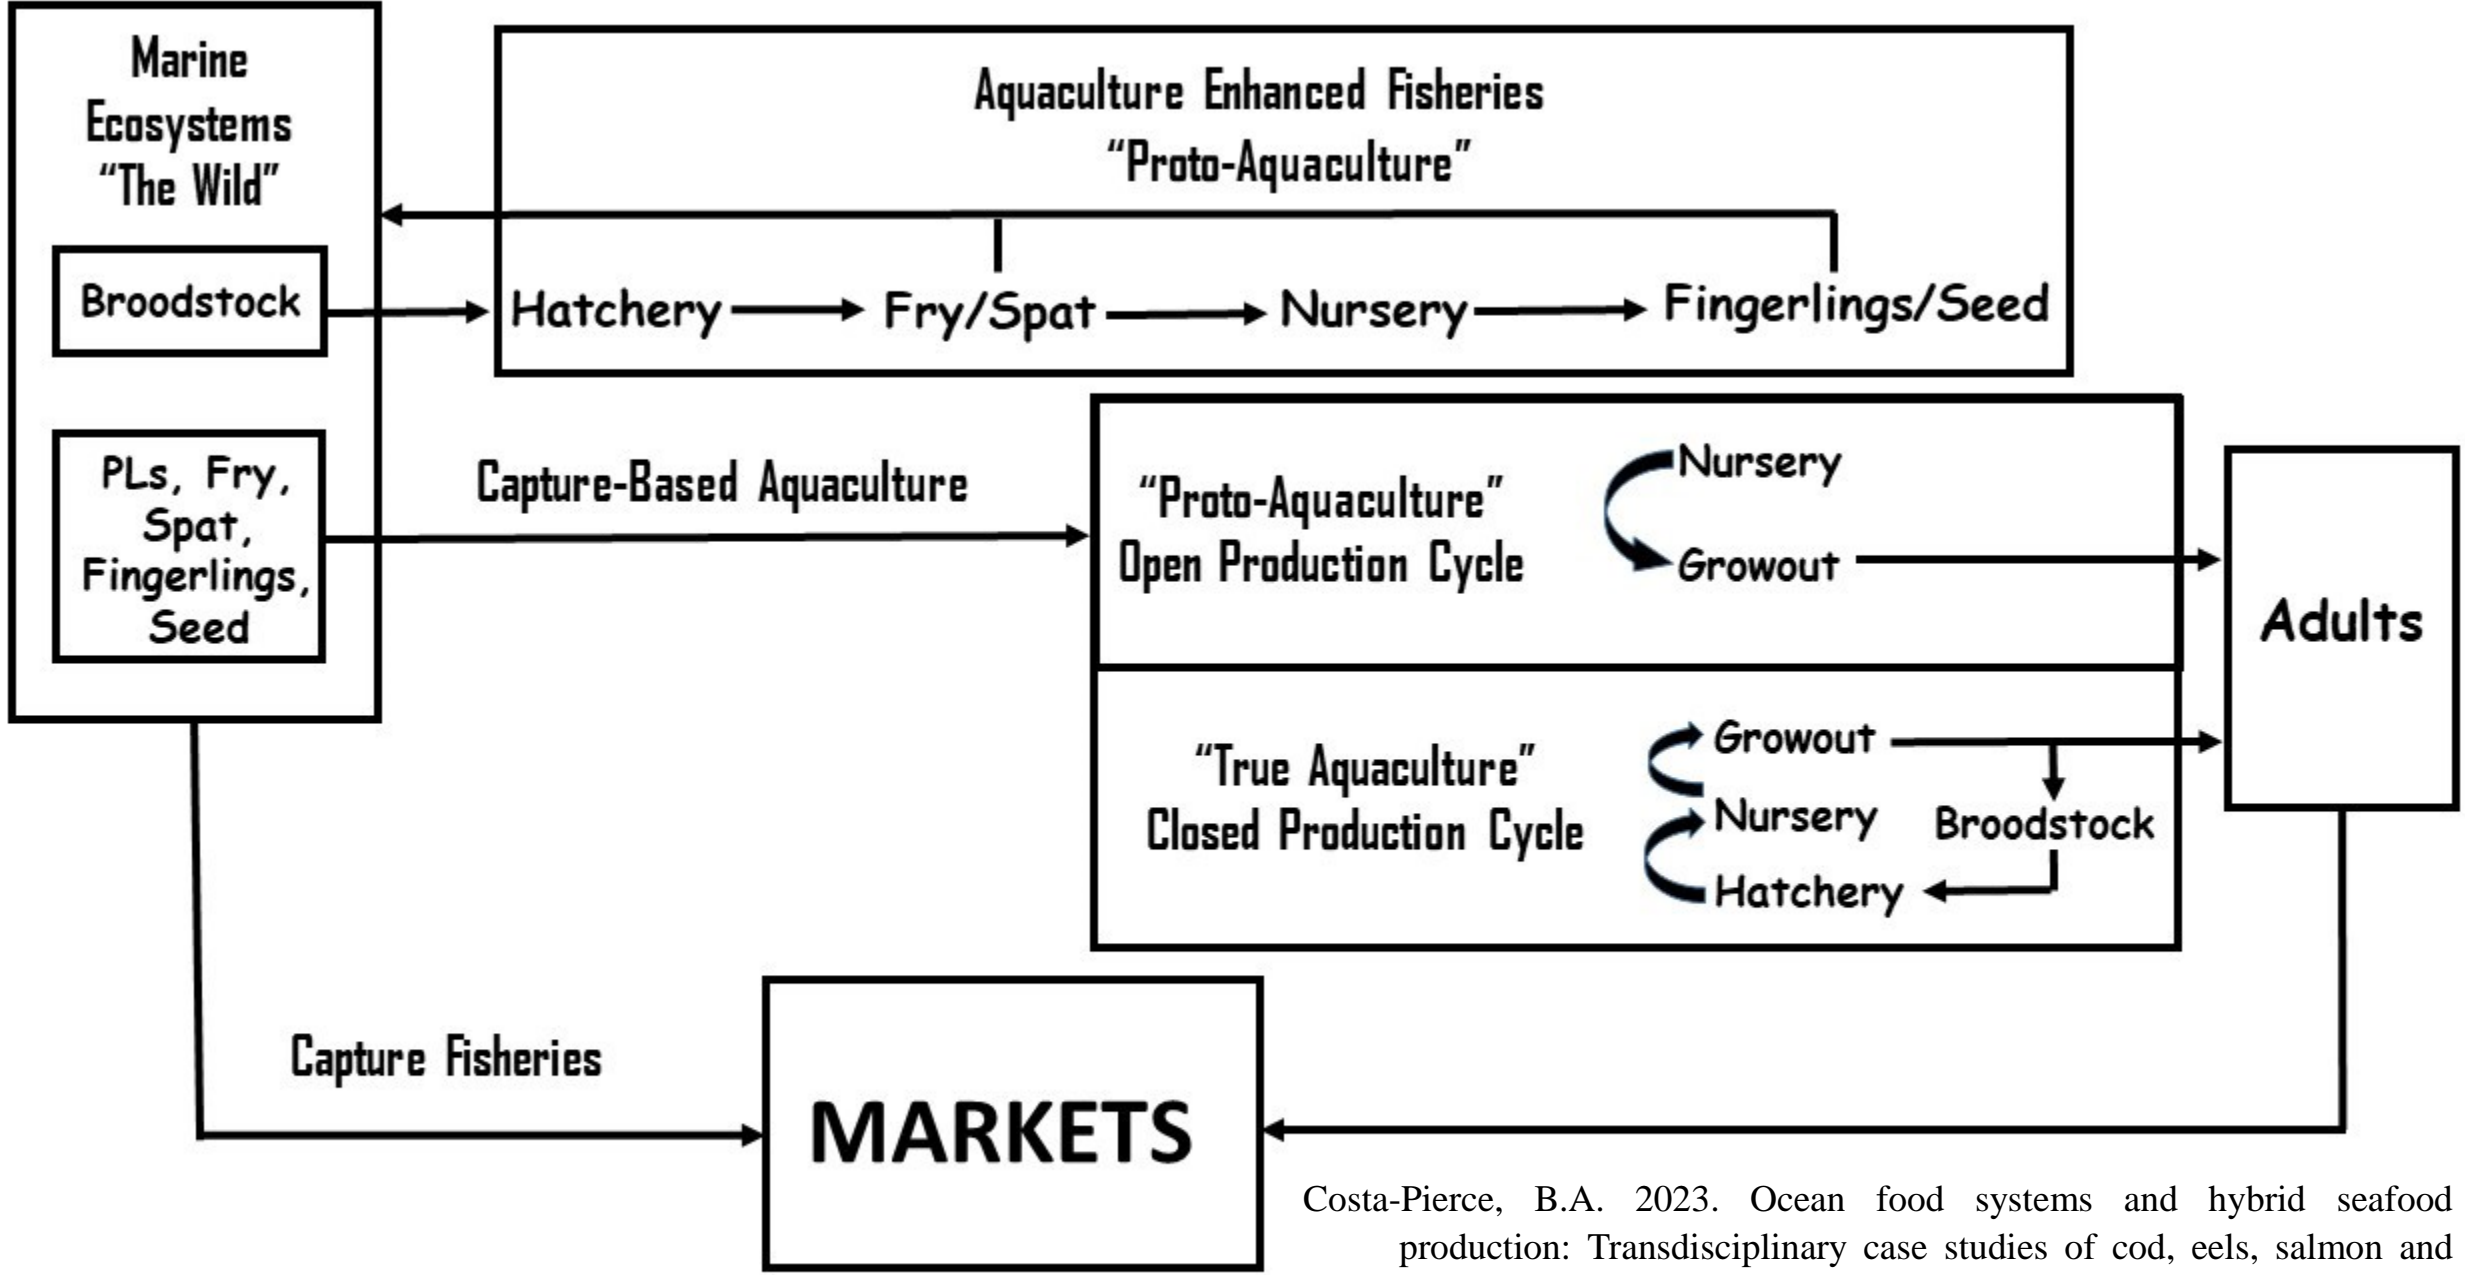 Marine
Ecosystems
“The Wild”
Broodstock
PLs, Fry,
Spat,
Fingerlings,
Seed
Aquaculture Enhanced Fisheries
“Proto-Aquaculture”
Hatchery
Fry/Spat
Nursery
Fingerlings/Seed
Capture-Based Aquaculture
“Proto-Aquaculture”
Open Production Cycle
Nursery
Growout
“True Aquaculture”
Closed Production Cycle
Growout
Nursery
Broodstock
Hatchery
Adults
Capture Fisheries
MARKETS
Costa-Pierce, B.A. 2023. Ocean food systems and hybrid seafood
production: Transdisciplinary case studies of cod, eels, salmon and